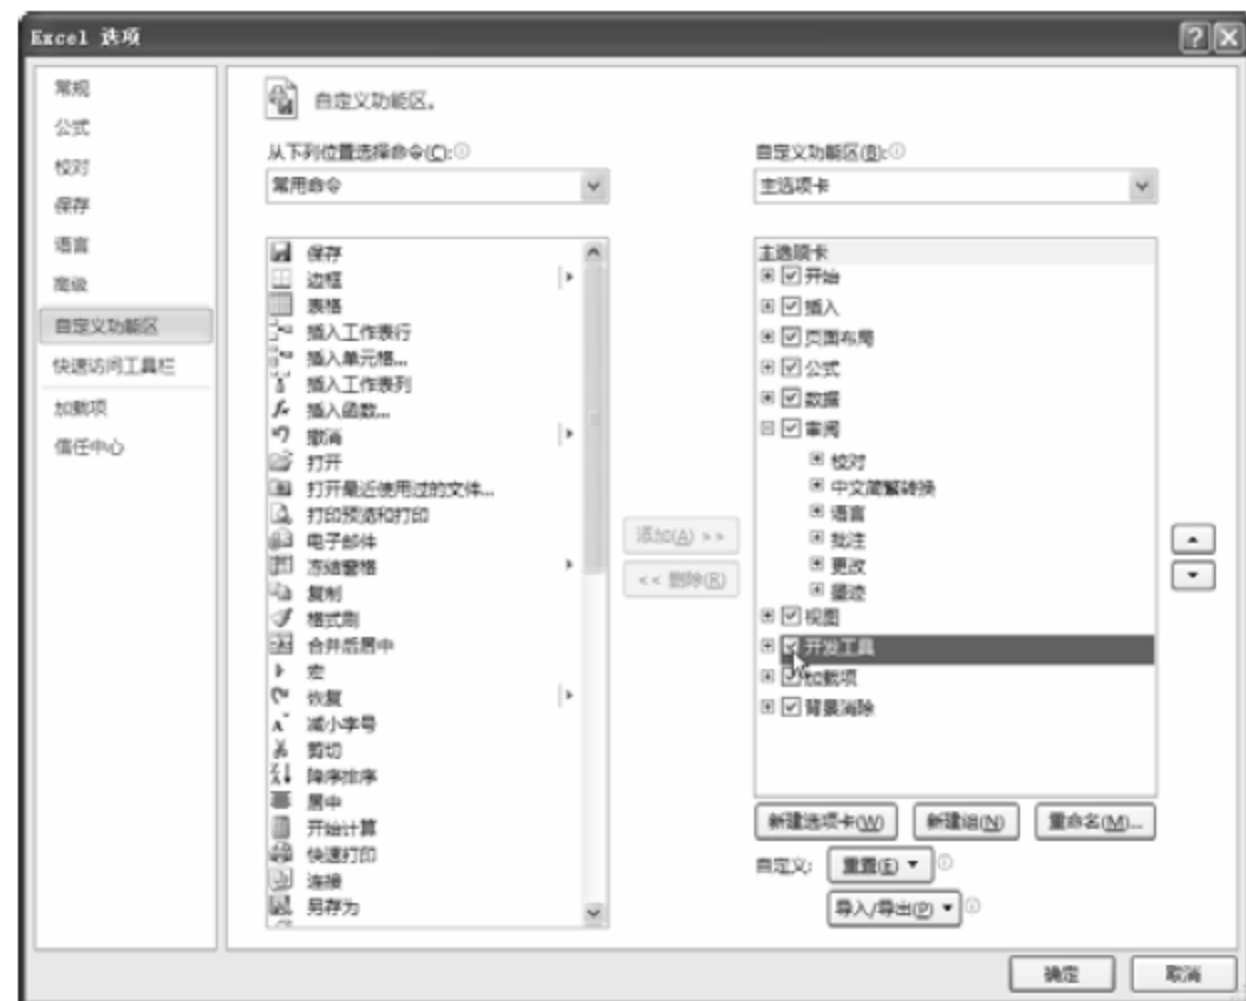 Excel 选项
常规
公式
校对
保存
语言
高级
自定义功能区
快速访问工具栏
加载项
信任中心
自定义功能区。
从下列位置选择命令(C):
常用命令
保存
边框
表格
插入工作表行
插入单元格...
插入工作表列
插入函数...
撤消
打开
打开最近使用过的文件...
打印预览和打印
电子邮件
冻结窗格
复制
格式刷
合并后居中
宏
恢复
减小字号
剪切
降序排序
居中
开始计算
快速打印
连接
另存为
添加(A) >>
<< 删除(R)
自定义功能区(B):
主选项卡
主选项卡
开始
插入
页面布局
公式
数据
审阅
校对
中文简繁转换
语言
批注
更改
墨迹
视图
开发工具
加载项
背景消除
新建选项卡(W) 新建组(N) 重命名(M)...
自定义: 重置(E)
导入/导出(P)
确定 取消